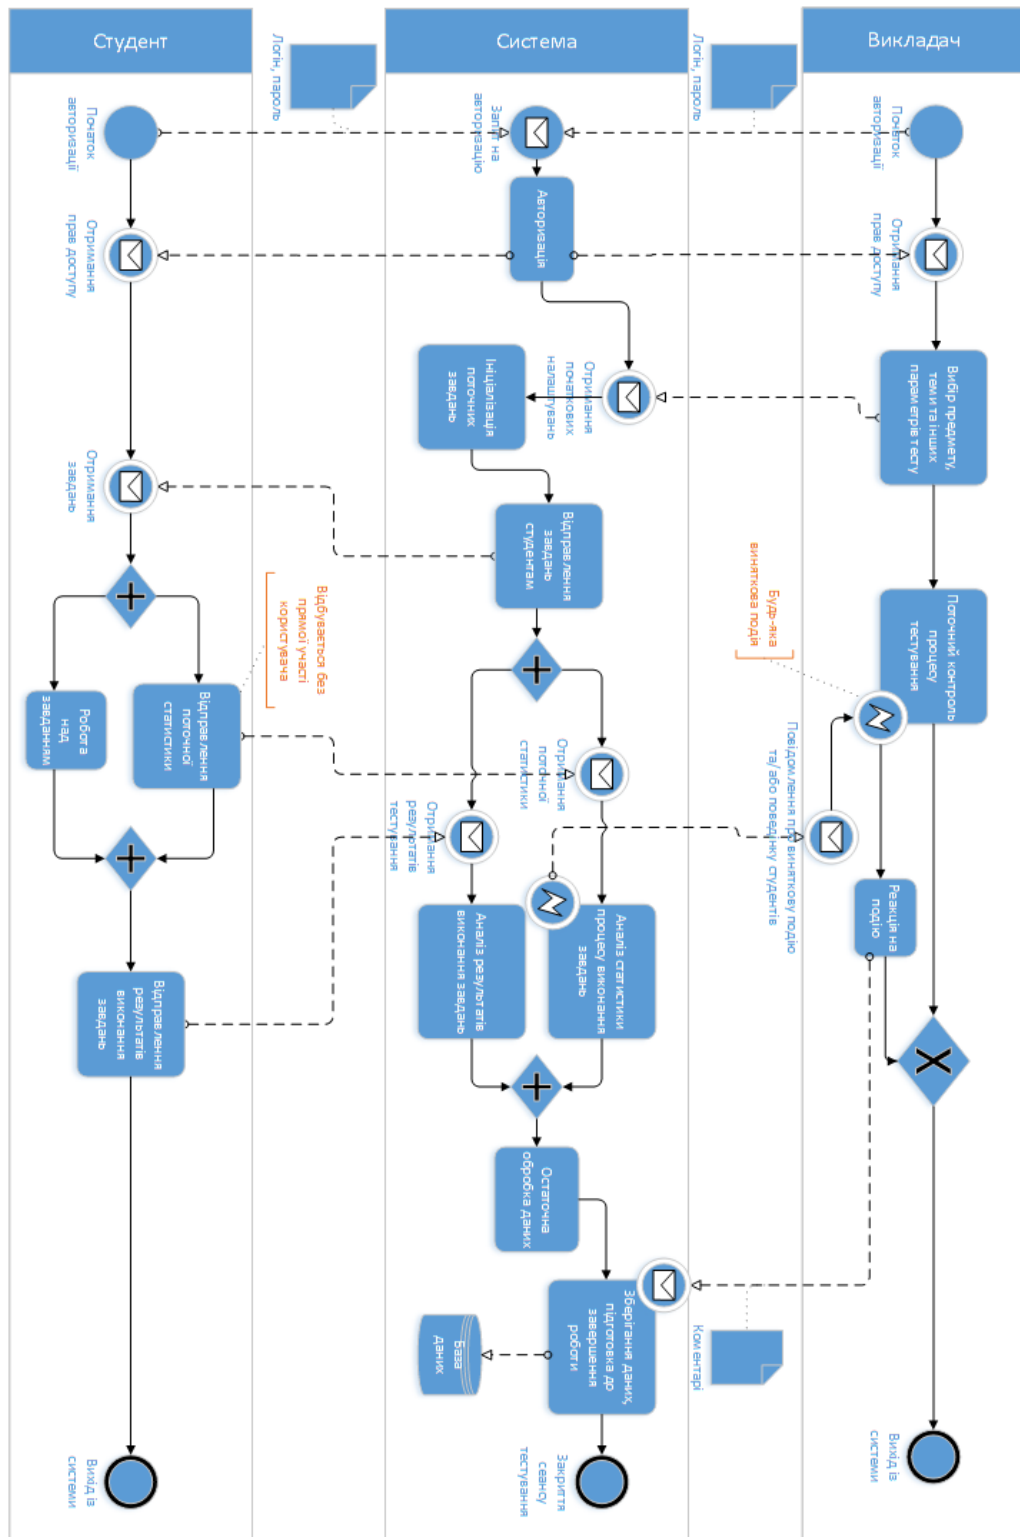 Студент
Система
Викладач
Логін, пароль
Логін, пароль
Початок
авторизації
Запит на
авторизацію
Початок
авторизації
Авторизація
Отримання
прав доступу
Отримання
прав доступу
Ініціалізація
поточних
завдань
Отримання
початкових
налаштувань
Вибір предмету,
теми та інших
параметрів тесту
Отримання
завдань
Відправлення
завдань
студентам
Відбувається без
прямої участі
користувача
Будь-яка
виняткова подія
Поточний контроль
процесу
тестування
Робота
над
завданням
Відправлення
поточної
статистики
Отримання
поточної
статистики
Отримання
результатів
тестування
Повідомлення про виняткову подію
та/або поведінку студентів
Реакція на
подію
Аналіз результатів
виконання завдань
Аналіз статистики
процесу виконання
завдань
Відправлення
результатів
виконання
завдань
Остаточна
обробка даних
Зберігання даних,
підготовка до
завершення
роботи
База
даних
Коментарі
Вихід із
системи
Закриття
сеансу
тестування
Вихід із
системи